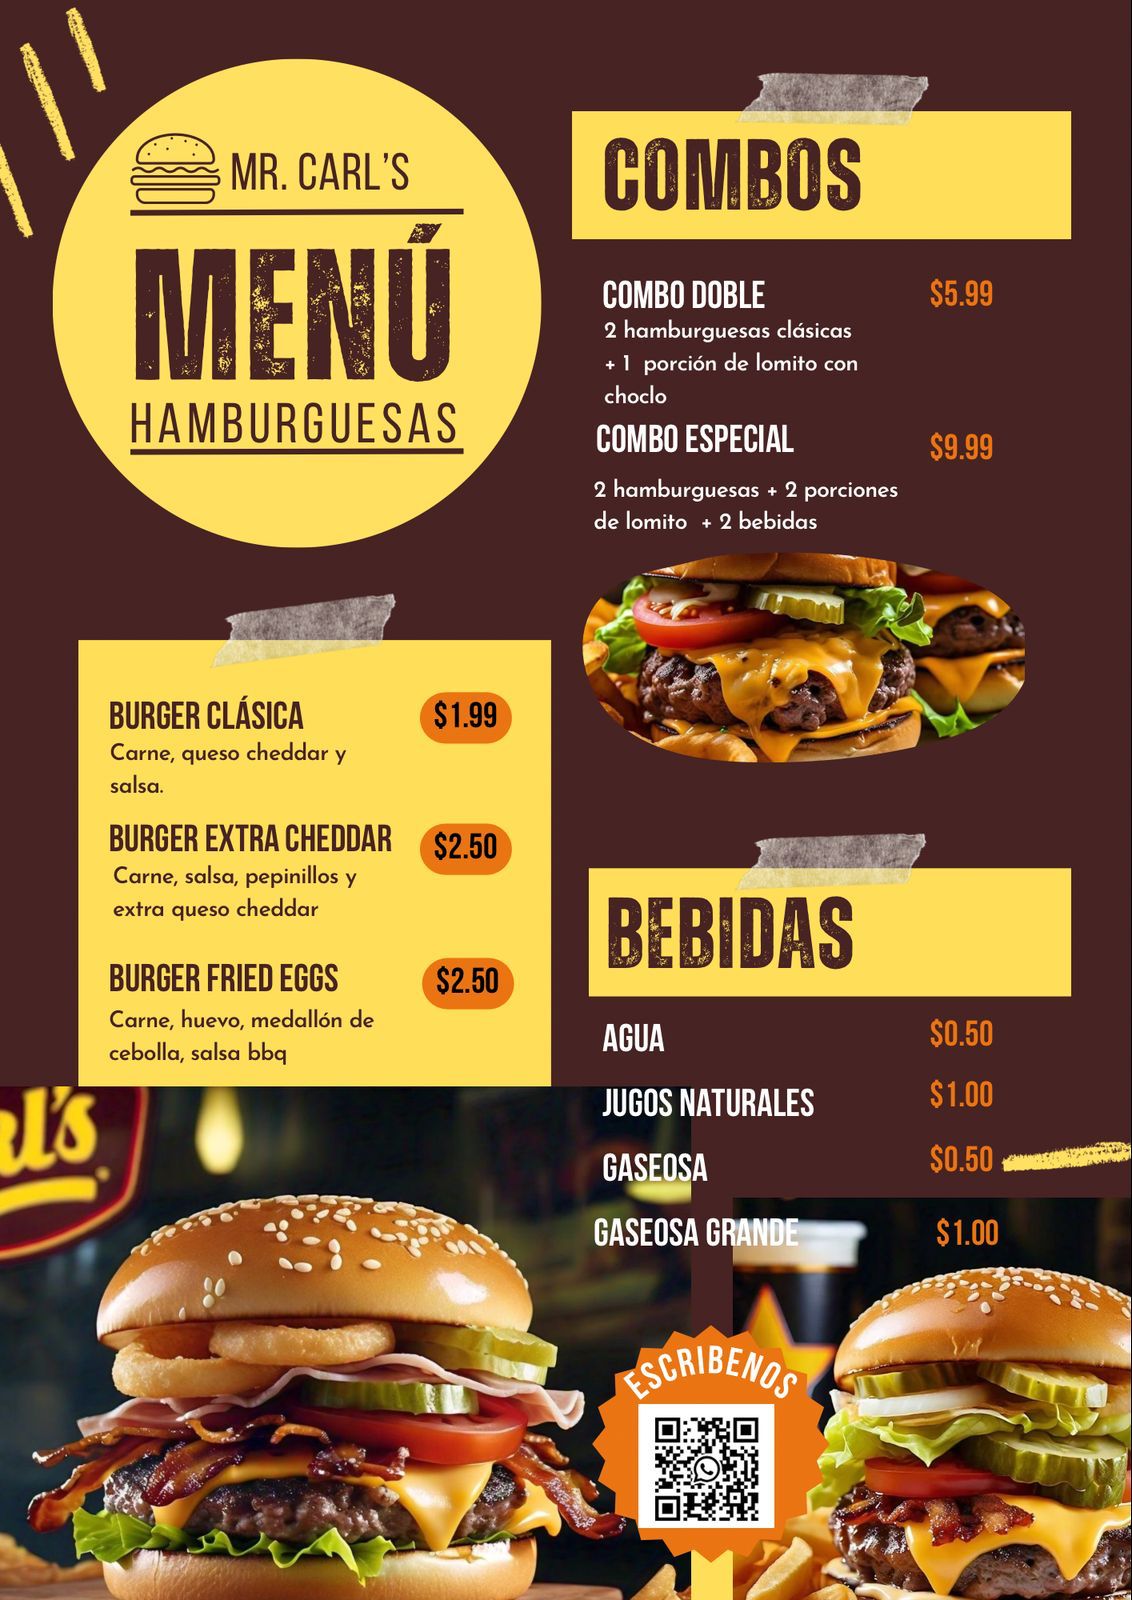 MR. CARL'S
MENÚ
HAMBURGUESAS
COMBOS
COMBO DOBLE $5.99
2 hamburguesas clásicas
+ 1 porción de lomito con
choclo
COMBO ESPECIAL $9.99
2 hamburguesas + 2 porciones
de lomito + 2 bebidas
BURGER CLÁSICA $1.99
Carne, queso cheddar y
salsa.
BURGER EXTRA CHEDDAR $2.50
Carne, salsa, pepinillos y
extra queso cheddar
BURGER FRIED EGGS $2.50
Carne, huevo, medallón de
cebolla, salsa bbq
BEBIDAS
AGUA $0.50
JUGOS NATURALES $1.00
GASEOSA $0.50
GASEOSA GRANDE $1.00
rl's
ESCRIBENOS